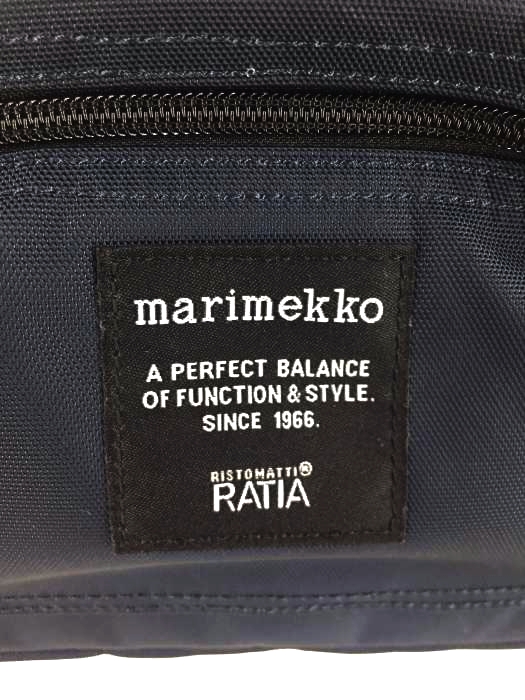 marimekko
A PERFECT BALANCE
OF FUNCTION & STYLE.
SINCE 1966.
RISTOMATTI®
RATIA